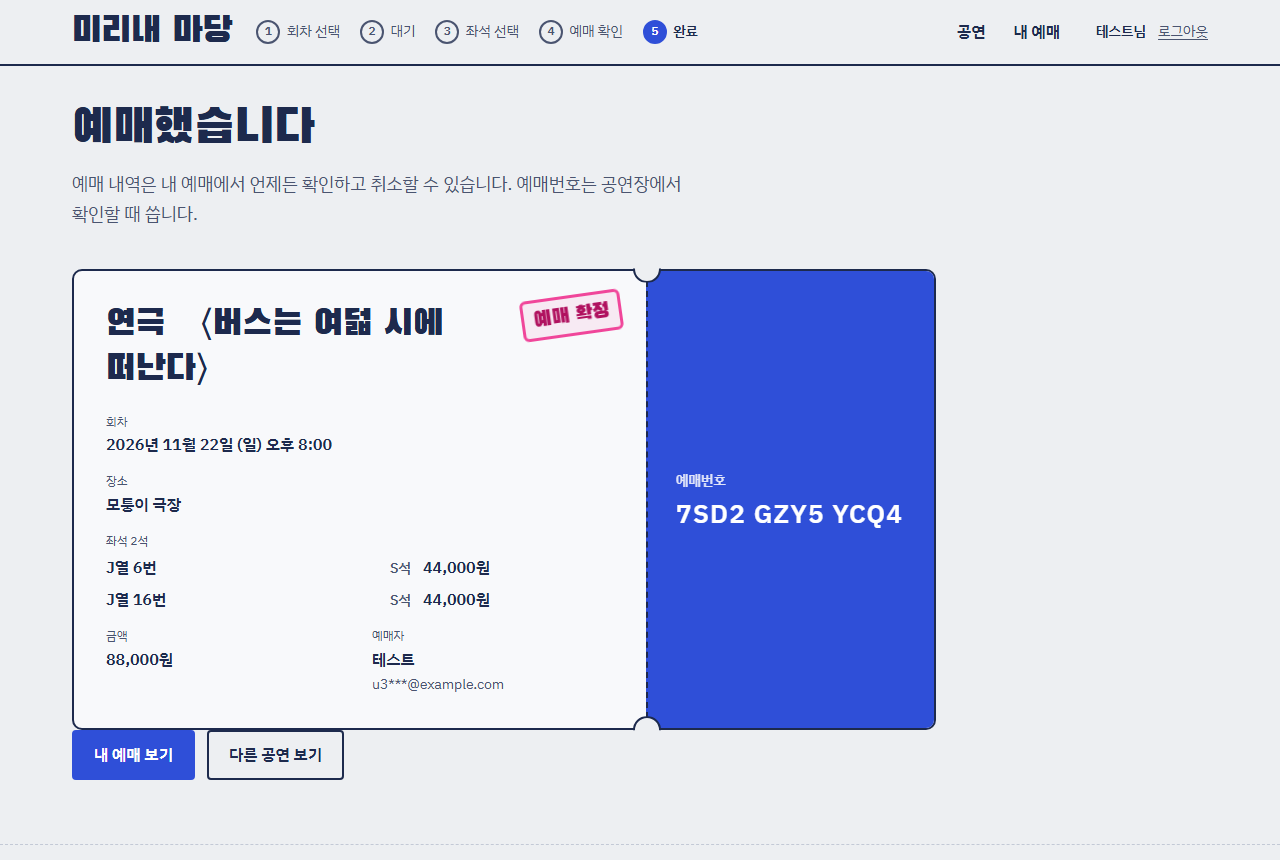 미리내 마당
1 회차 선택 2 대기 3 좌석 선택 4 예매 확인 5 완료
공연 내 예매 테스트님 로그아웃
예매했습니다
예매 내역은 내 예매에서 언제든 확인하고 취소할 수 있습니다. 예매번호는 공연장에서
확인할 때 씁니다.
연극 〈버스는 여덟 시에
떠난다〉
예매 확정
회차
2026년 11월 22일 (일) 오후 8:00
장소
모퉁이 극장
좌석 2석
J열 6번 S석 44,000원
J열 16번 S석 44,000원
금액
88,000원
예매자
테스트
u3***@example.com
예매번호
7SD2 GZY5 YCQ4
내 예매 보기
다른 공연 보기